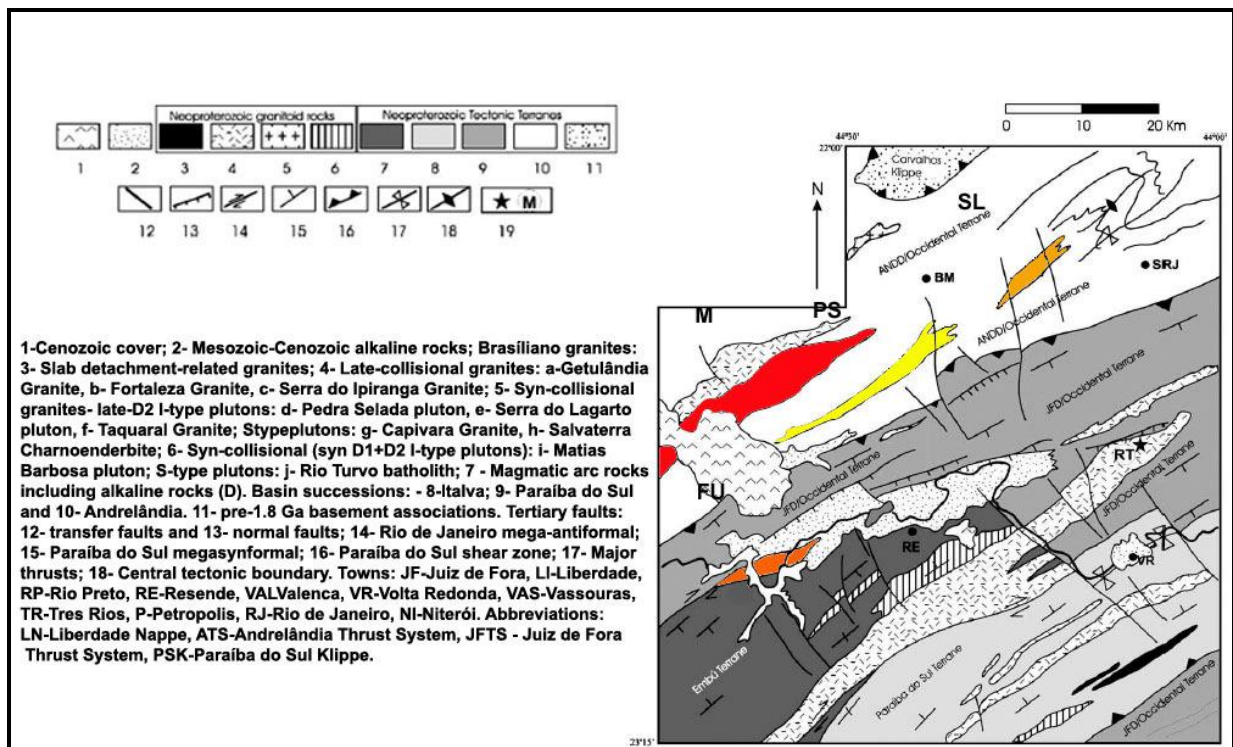 Neoproterozoic granitoid rocks
Neoproterozoic Tectonic Terranes
1 2 3 4 5 6 7 8 9 10 11
12 13 14 15 16 17 18 19
M
1-Cenozoic cover; 2- Mesozoic-Cenozoic alkaline rocks; Brasíliano granites:
3- Slab detachment-related granites; 4- Late-collisional granites: a-Getulândia
Granite, b- Fortaleza Granite, c- Serra do Ipiranga Granite; 5- Syn-collisional
granites- late-D2 I-type plutons: d- Pedra Selada pluton, e- Serra do Lagarto
pluton, f- Taquaral Granite; Stypeplutons: g- Capivara Granite, h- Salvaterra
Charnoenderbite; 6- Syn-collisional (syn D1+D2 I-type plutons): i- Matias
Barbosa pluton; S-type plutons: j- Rio Turvo batholith; 7 - Magmatic arc rocks
including alkaline rocks (D). Basin successions: - 8-Italva; 9- Paraíba do Sul
and 10- Andrelândia. 11- pre-1.8 Ga basement associations. Tertiary faults:
12- transfer faults and 13- normal faults; 14- Rio de Janeiro mega-antiformal;
15- Paraíba do Sul megasynformal; 16- Paraíba do Sul shear zone; 17- Major
thrusts; 18- Central tectonic boundary. Towns: JF-Juiz de Fora, LI-Liberdade,
RP-Rio Preto, RE-Resende, VALValenca, VR-Volta Redonda, VAS-Vassouras,
TR-Tres Rios, P-Petropolis, RJ-Rio de Janeiro, NI-Niterói. Abbreviations:
LN-Liberdade Nappe, ATS-Andrelândia Thrust System, JFTS - Juiz de Fora
Thrust System, PSK-Paraíba do Sul Klippe.
0 10 20 Km
44°30' 44°00'
22°00'
Carvalhos
Klippe
N
SL
ANDD/Occidental Terrane
BM
SRJ
ANDD/Occidental Terrane
M
PS
JFD/Occidental Terrane
RT
FU
JFD/Occidental Terrane
RE
VR
Embú Terrane
Paraíba do Sul Terrane
JFD/Occidental Terrane
23°15'